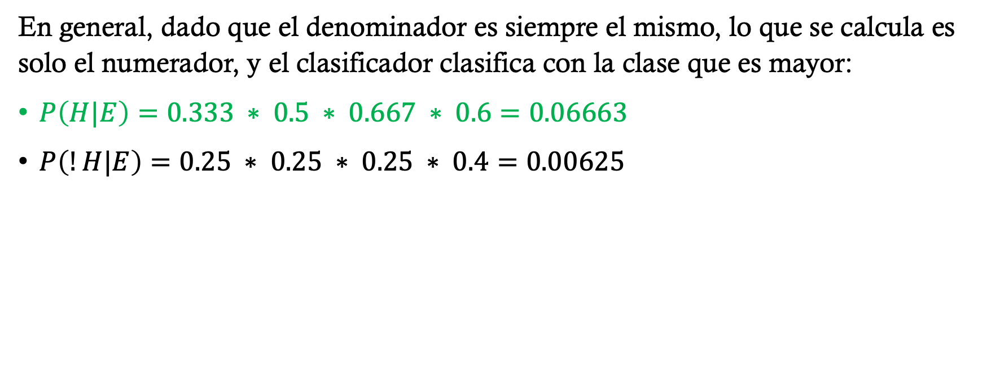 En general, dado que el denominador es siempre el mismo, lo que se calcula es
solo el numerador, y el clasificador clasifica con la clase que es mayor:
• P(H|E) = 0.333 * 0.5 * 0.667 * 0.6 = 0.06663
• P(! H|E) = 0.25 * 0.25 * 0.25 * 0.4 = 0.00625